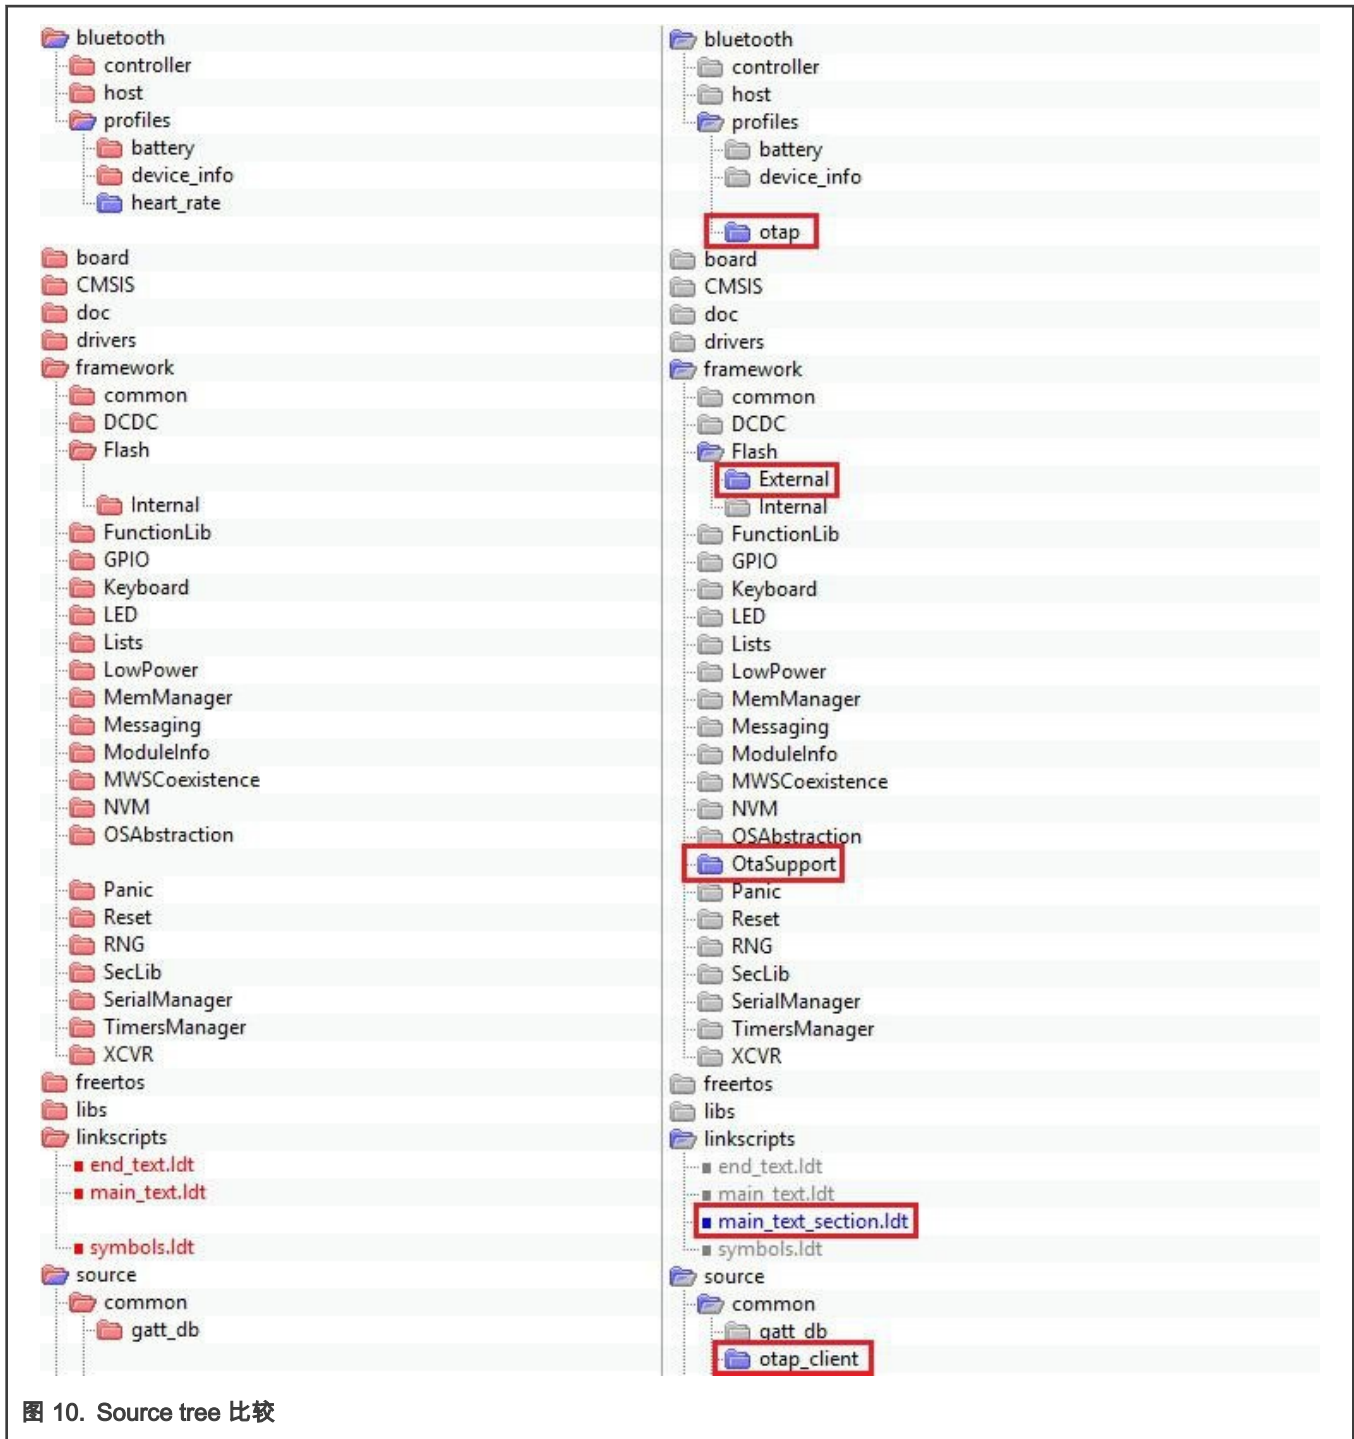 bluetooth
controller
host
profiles
battery
device_info
heart_rate
board
CMSIS
doc
drivers
framework
common
DCDC
Flash
Internal
FunctionLib
GPIO
Keyboard
LED
Lists
LowPower
MemManager
Messaging
ModuleInfo
MWSCoexistence
NVM
OSAbstraction
Panic
Reset
RNG
SecLib
SerialManager
TimersManager
XCVR
freertos
libs
linkscripts
end_text.ldt
main_text.ldt
symbols.ldt
source
common
gatt_db
bluetooth
controller
host
profiles
battery
device_info
otap
board
CMSIS
doc
drivers
framework
common
DCDC
Flash
External
Internal
FunctionLib
GPIO
Keyboard
LED
Lists
LowPower
MemManager
Messaging
ModuleInfo
MWSCoexistence
NVM
OSAbstraction
OtaSupport
Panic
Reset
RNG
SecLib
SerialManager
TimersManager
XCVR
freertos
libs
linkscripts
end_text.ldt
main_text.ldt
main_text_section.ldt
symbols.ldt
source
common
gatt_db
otap_client
图 10. Source tree 比较